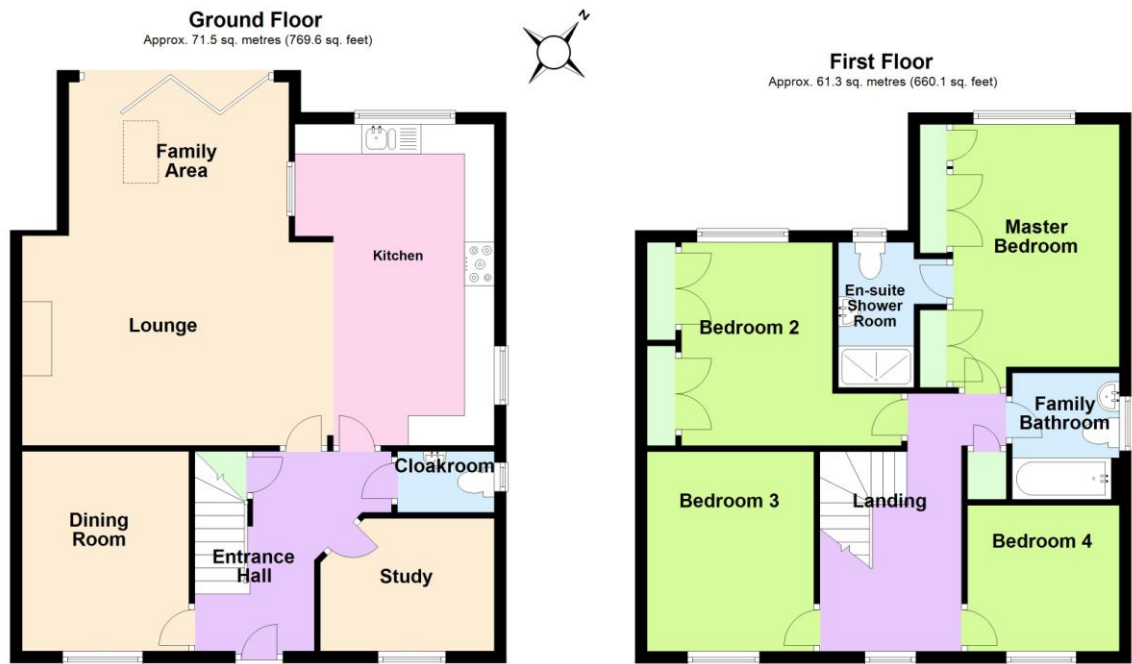 Ground Floor
Approx. 71.5 sq. metres (769.6 sq. feet)
N
Family
Area
Kitchen
Lounge
Cloakroom
Dining
Room
Entrance
Hall
Study
First Floor
Approx. 61.3 sq. metres (660.1 sq. feet)
Master
Bedroom
En-suite
Shower
Room
Bedroom 2
Family
Bathroom
Bedroom 3
Landing
Bedroom 4